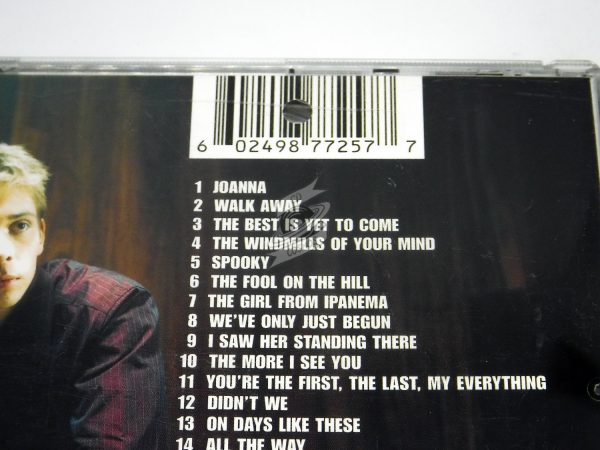 6 02498 77257 7
1 JOANNA
2 WALK AWAY
3 THE BEST IS YET TO COME
4 THE WINDMILLS OF YOUR MIND
5 SPOOKY
6 THE FOOL ON THE HILL
7 THE GIRL FROM IPANEMA
8 WE'VE ONLY JUST BEGUN
9 I SAW HER STANDING THERE
10 THE MORE I SEE YOU
11 YOU'RE THE FIRST, THE LAST, MY EVERYTHING
12 DIDN'T WE
13 ON DAYS LIKE THESE
14 ALL THE WAY